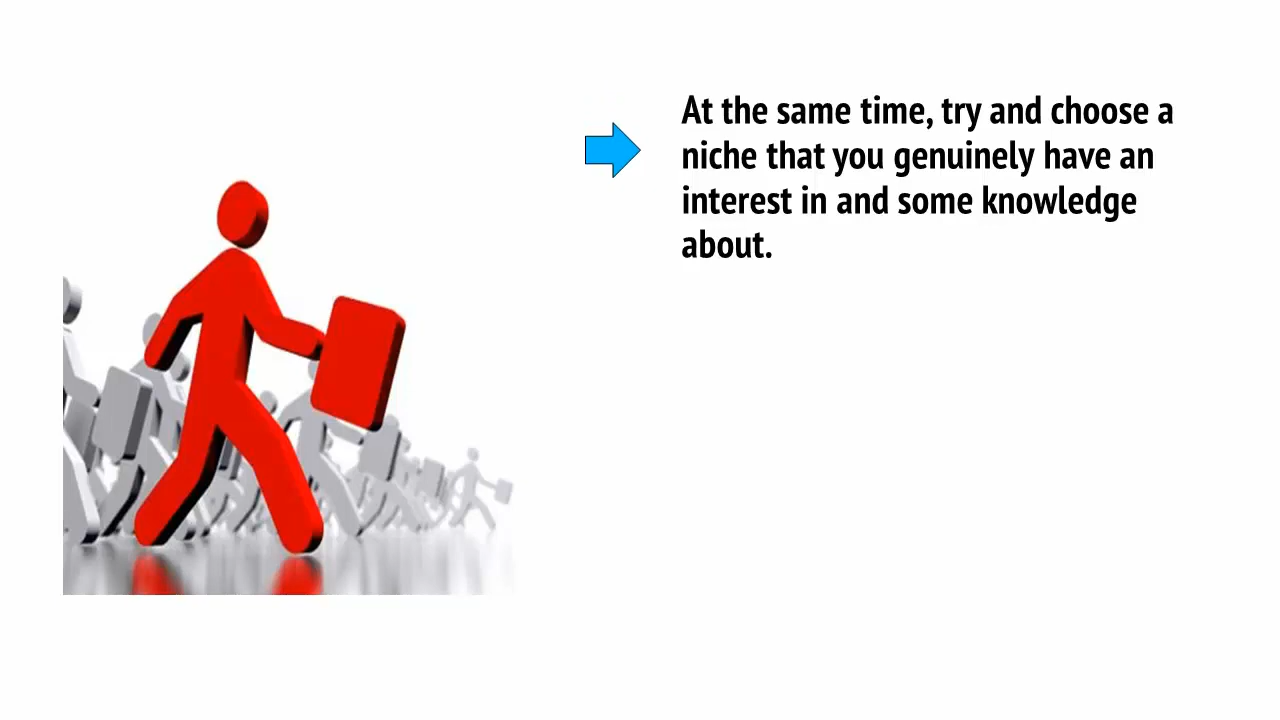 At the same time, try and choose a
niche that you genuinely have an
interest in and some knowledge
about.